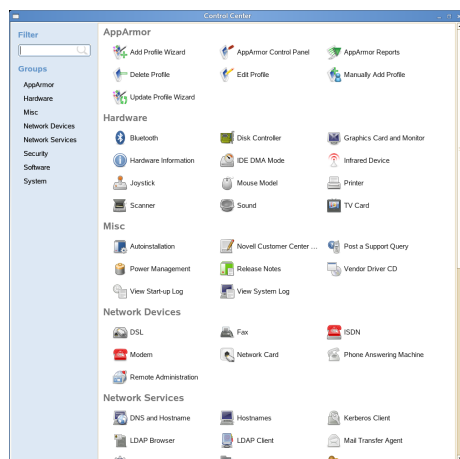 Control Center
Filter
Groups
AppArmor
Hardware
Misc
Network Devices
Network Services
Security
Software
System
AppArmor
Add Profile Wizard
AppArmor Control Panel
AppArmor Reports
Delete Profile
Edit Profile
Manually Add Profile
Update Profile Wizard
Hardware
Bluetooth
Disk Controller
Graphics Card and Monitor
Hardware Information
IDE DMA Mode
Infrared Device
Joystick
Mouse Model
Printer
Scanner
Sound
TV Card
Misc
Autoinstallation
Novell Customer Center ...
Post a Support Query
Power Management
Release Notes
Vendor Driver CD
View Start-up Log
View System Log
Network Devices
DSL
Fax
ISDN
Modem
Network Card
Phone Answering Machine
Remote Administration
Network Services
DNS and Hostname
Hostnames
Kerberos Client
LDAP Browser
LDAP Client
Mail Transfer Agent